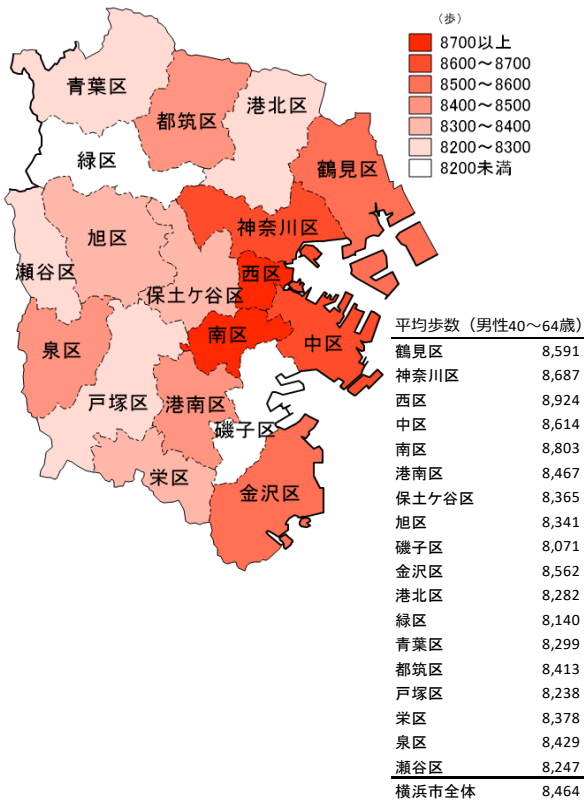 (歩)
8700以上
8600～8700
8500～8600
8400～8500
8300～8400
8200～8300
8200未満
青葉区
都筑区
港北区
緑区
鶴見区
旭区
神奈川区
瀬谷区
西区
保土ケ谷区
南区
中区
泉区
戸塚区
港南区
磯子区
栄区
金沢区
平均歩数（男性40～64歳）
鶴見区 8,591
神奈川区 8,687
西区 8,924
中区 8,614
南区 8,803
港南区 8,467
保土ケ谷区 8,365
旭区 8,341
磯子区 8,071
金沢区 8,562
港北区 8,282
緑区 8,140
青葉区 8,299
都筑区 8,413
戸塚区 8,238
栄区 8,378
泉区 8,429
瀬谷区 8,247
横浜市全体 8,464